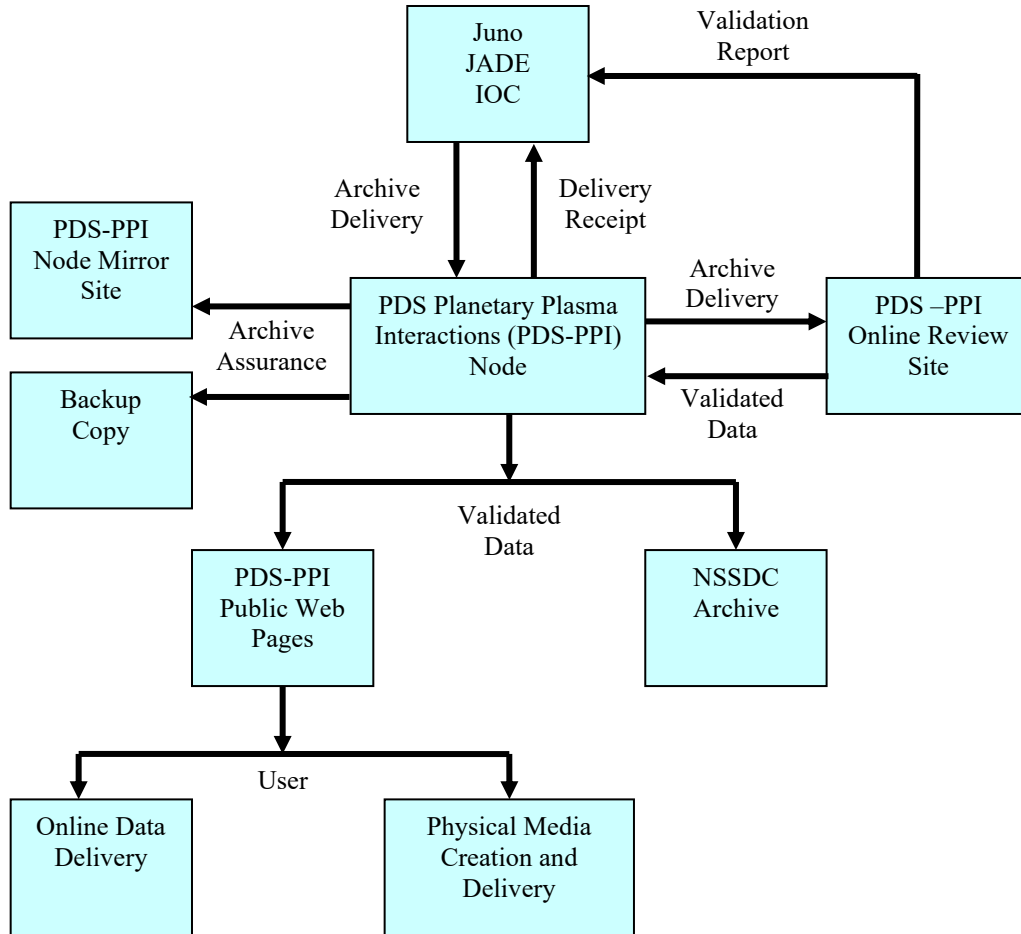 Juno
JADE
IOC
Validation
Report
Archive
Delivery
Delivery
Receipt
PDS-PPI
Node Mirror
Site
Archive
Assurance
PDS Planetary Plasma
Interactions (PDS-PPI)
Node
Archive
Delivery
PDS –PPI
Online Review
Site
Validated
Data
Backup
Copy
Validated
Data
PDS-PPI
Public Web
Pages
NSSDC
Archive
User
Online Data
Delivery
Physical Media
Creation and
Delivery